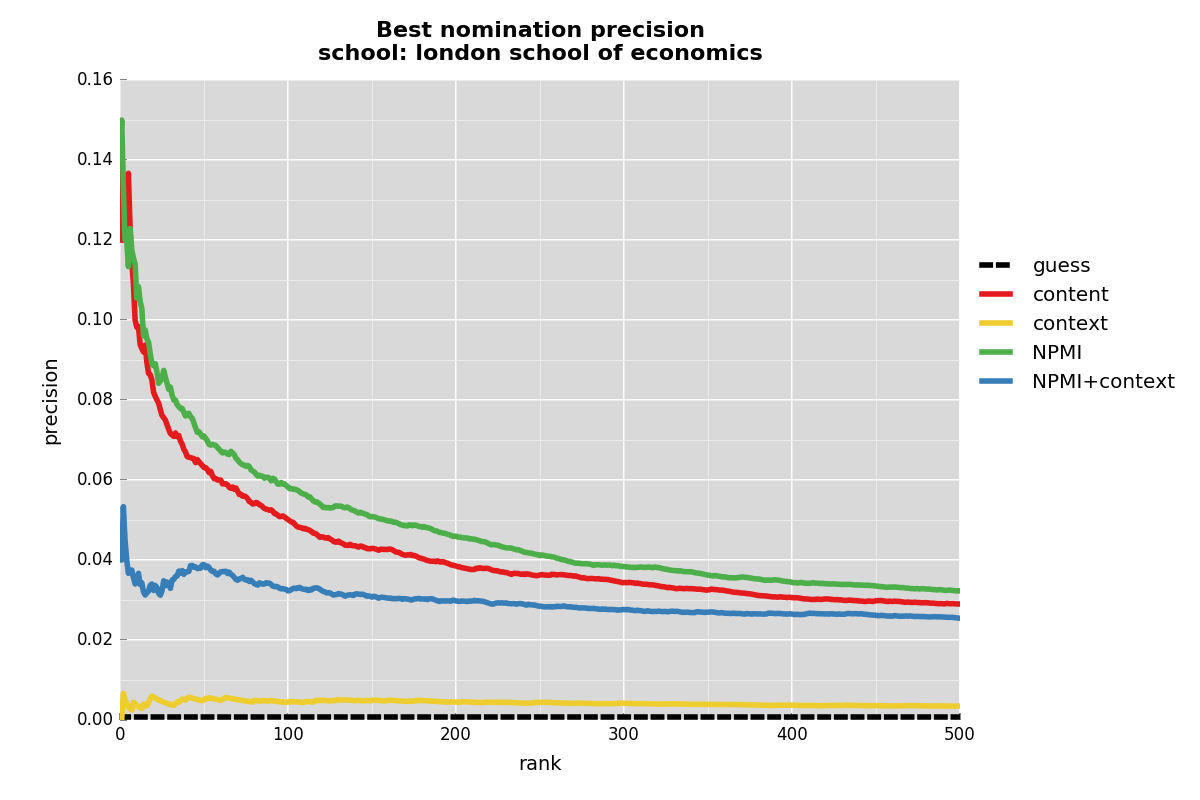 Best nomination precision
school: london school of economics
0.16
0.14
0.12
0.10
0.08
0.06
0.04
0.02
0.00
precision
0 100 200 300 400 500
rank
guess
content
context
NPMI
NPMI+context